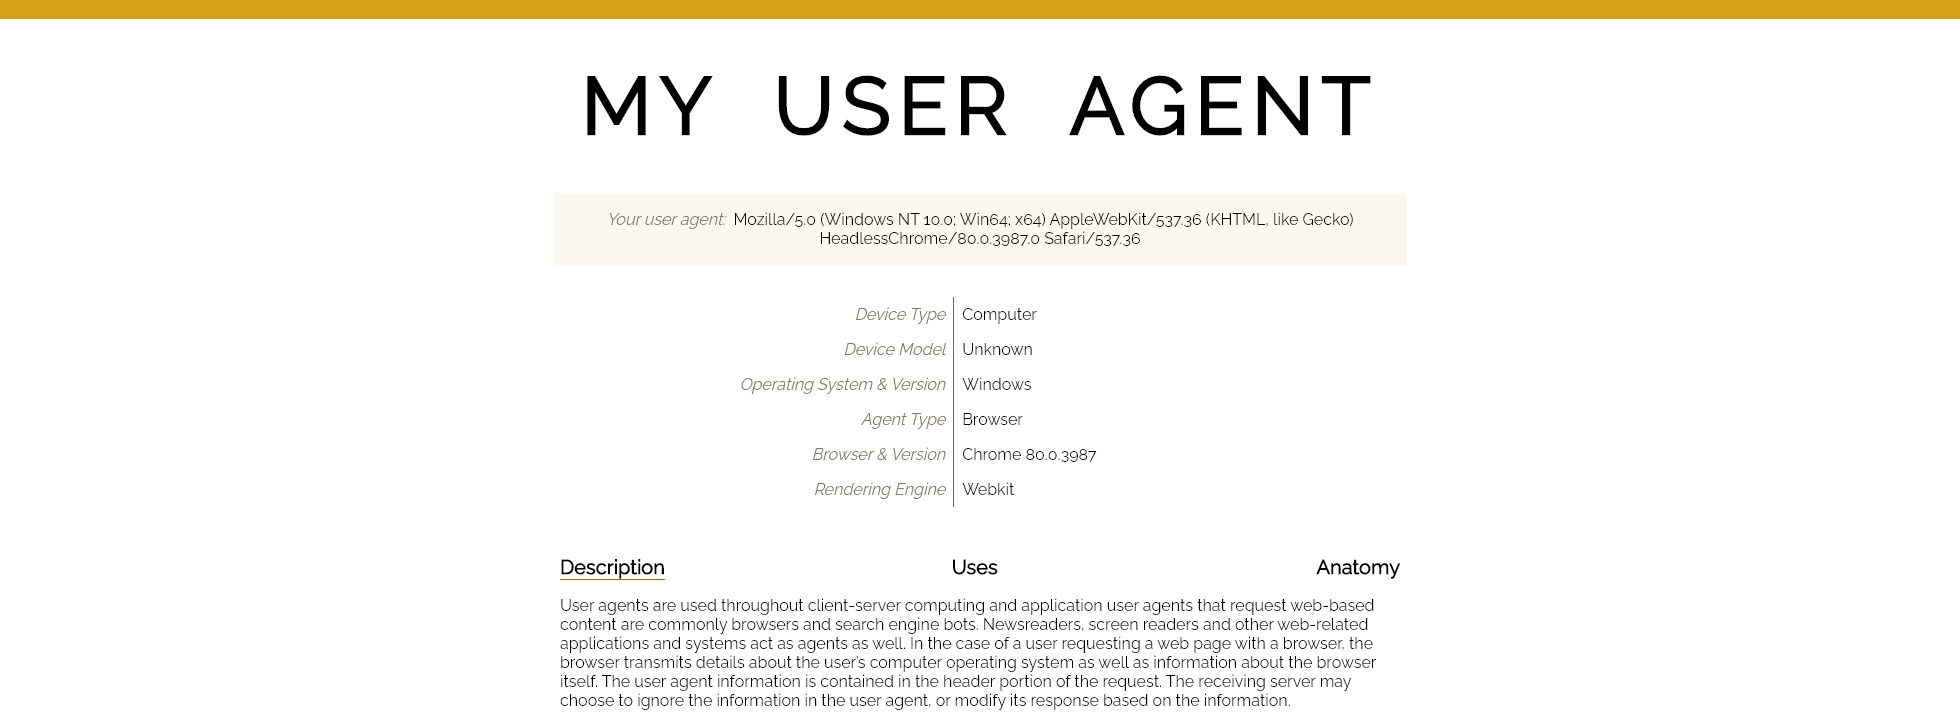 MY USER AGENT
Your user agent: Mozilla/5.0 (Windows NT 10.0; Win64; x64) AppleWebKit/537.36 (KHTML, like Gecko)
HeadlessChrome/80.0.3987.0 Safari/537.36
Device Type Computer
Device Model Unknown
Operating System & Version Windows
Agent Type Browser
Browser & Version Chrome 80.0.3987
Rendering Engine Webkit
Description Uses Anatomy
User agents are used throughout client-server computing and application user agents that request web-based
content are commonly browsers and search engine bots. Newsreaders, screen readers and other web-related
applications and systems act as agents as well. In the case of a user requesting a web page with a browser, the
browser transmits details about the user's computer operating system as well as information about the browser
itself. The user agent information is contained in the header portion of the request. The receiving server may
choose to ignore the information in the user agent, or modify its response based on the information.